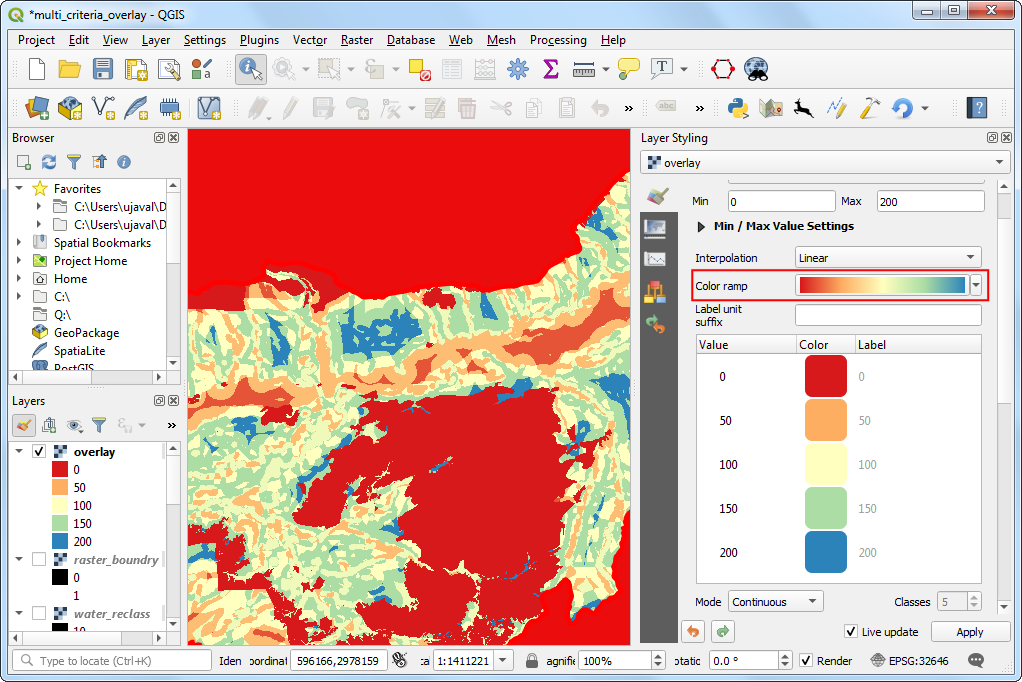 *multi_criteria_overlay - QGIS
Project Edit View Layer Settings Plugins Vector Raster Database Web Mesh Processing Help
a
T
»
abc
»
?
Browser
Favorites
C:\Users\ujaval\D
C:\Users\ujaval\D
Spatial Bookmarks
Project Home
Home
C:\
Q:\
GeoPackage
SpatiaLite
PostGIS
Layers
»
overlay
0
50
100
150
200
raster_boundry
0
1
water_reclass
10
Layer Styling
overlay
Min 0 Max 200
Min / Max Value Settings
Interpolation Linear
Color ramp
Label unit
suffix
Value Color Label
0 0
50 50
100 100
150 150
200 200
Mode Continuous Classes 5
Live update Apply
Type to locate (Ctrl+K) Iden oordinat 596166,2978159 :a 1:1411221 agnifie 100% otatic 0.0 ° Render EPSG:32646